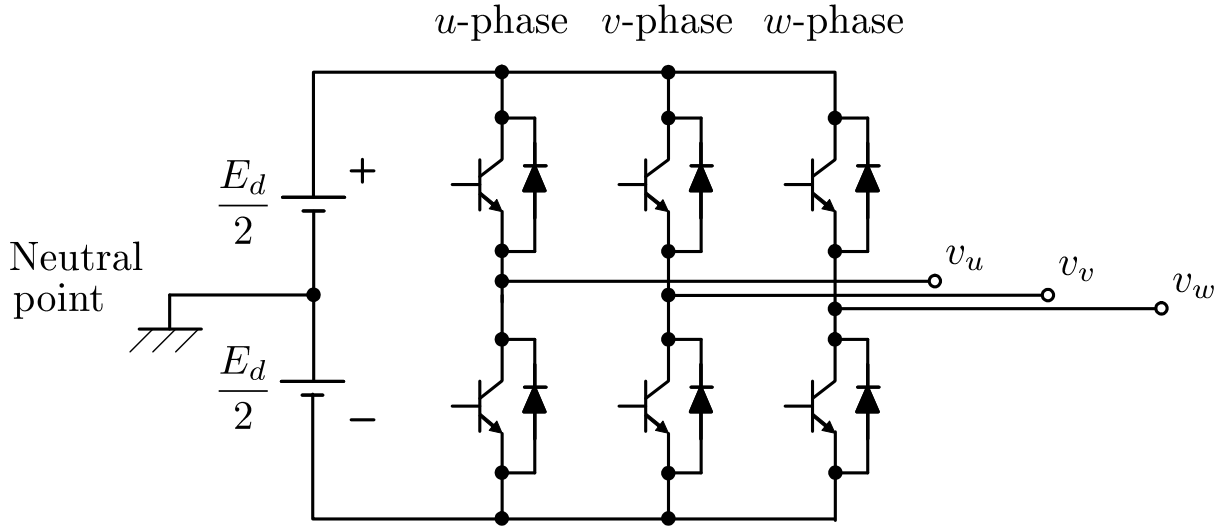 u-phase v-phase w-phase
+
E_d
2
Neutral
point
v_u
v_v
v_w
E_d
2
−